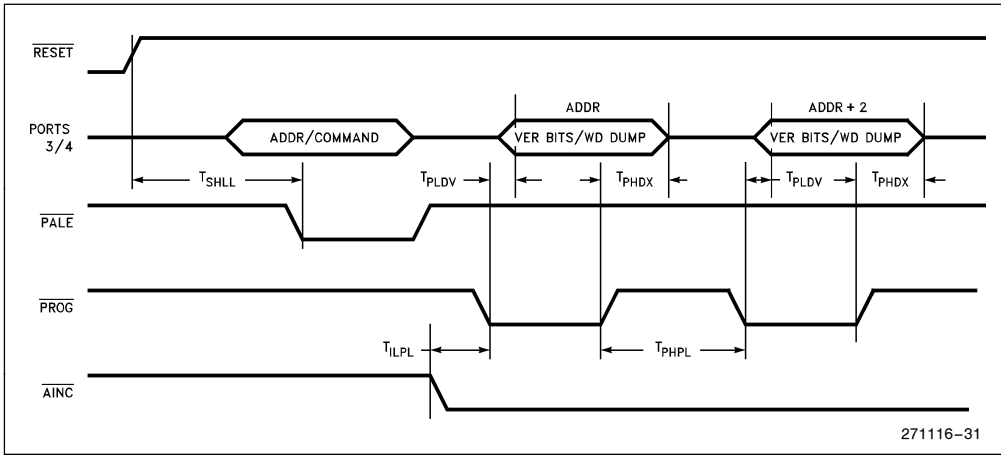 RESET
PORTS
3/4
ADDR/COMMAND
ADDR
VER BITS/WD DUMP
ADDR + 2
VER BITS/WD DUMP
TSHLL
TPLDV
TPHDX
TPLDV
TPHDX
PALE
PROG
TILPL
TPHPL
AINC
271116–31